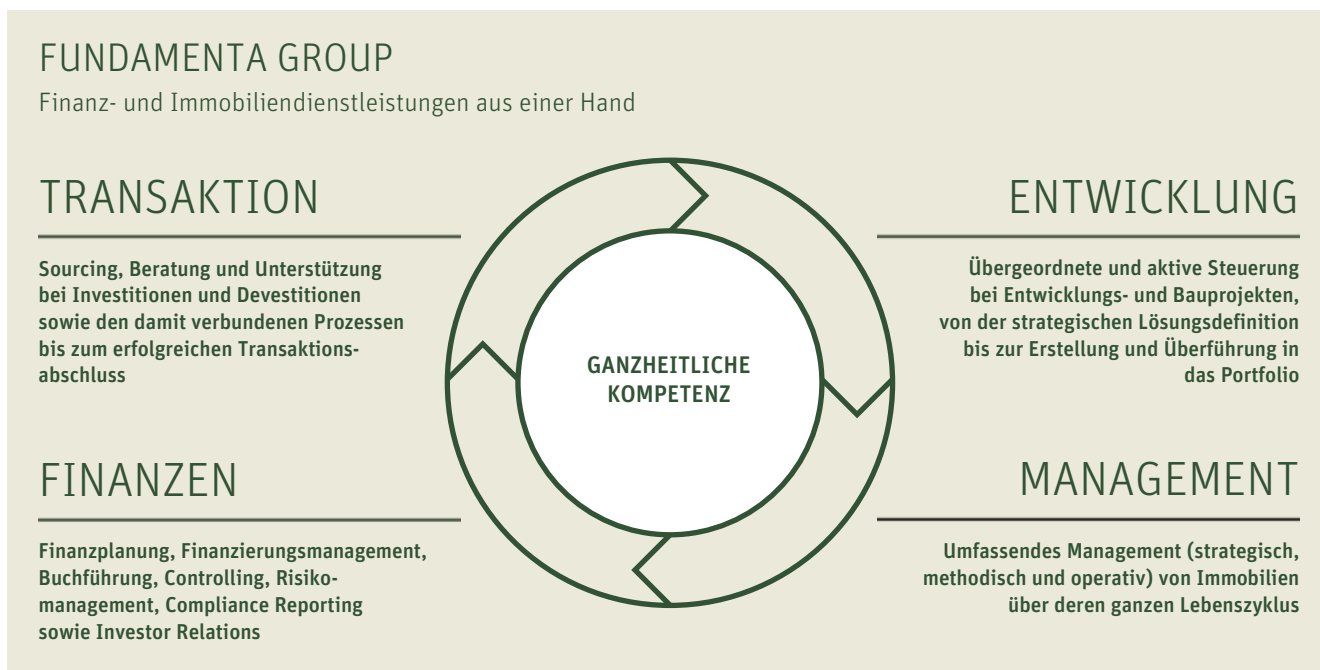 FUNDAMENTA GROUP
Finanz- und Immobiliendienstleistungen aus einer Hand
TRANSAKTION
Sourcing, Beratung und Unterstützung
bei Investitionen und Devestitionen
sowie den damit verbundenen Prozessen
bis zum erfolgreichen Transaktions-
abschluss
ENTWICKLUNG
Übergeordnete und aktive Steuerung
bei Entwicklungs- und Bauprojekten,
von der strategischen Lösungsdefinition
bis zur Erstellung und Überführung in
das Portfolio
GANZHEITLICHE
KOMPETENZ
FINANZEN
Finanzplanung, Finanzierungsmanagement,
Buchführung, Controlling, Risiko-
management, Compliance Reporting
sowie Investor Relations
MANAGEMENT
Umfassendes Management (strategisch,
methodisch und operativ) von Immobilien
über deren ganzen Lebenszyklus